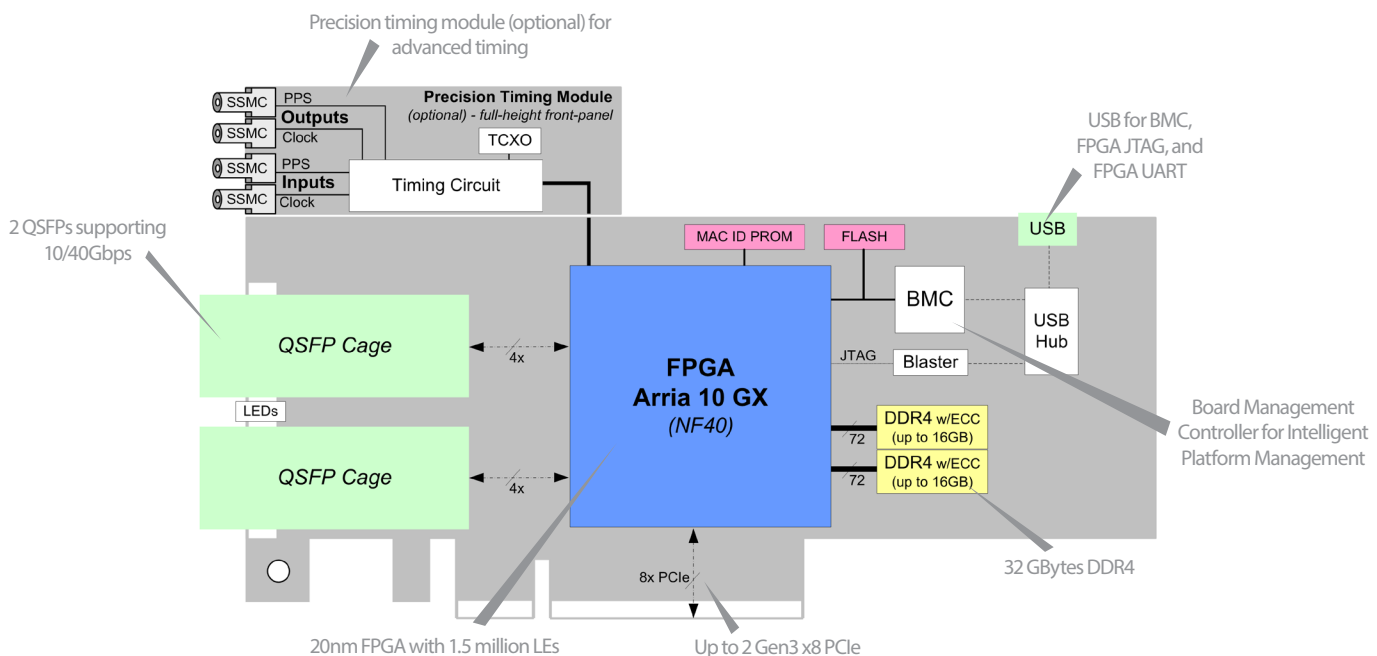 Precision timing module (optional) for
advanced timing
SSMC
PPS
Outputs
SSMC
Clock
SSMC
PPS
Inputs
SSMC
Clock
Precision Timing Module
(optional) - full-height front-panel
TCXO
Timing Circuit
USB for BMC,
FPGA JTAG, and
FPGA UART
2 QSFPs supporting
10/40Gbps
MAC ID PROM
FLASH
USB
QSFP Cage
4x
LEDs
QSFP Cage
4x
FPGA
Arria 10 GX
(NF40)
BMC
USB
Hub
JTAG
Blaster
DDR4 w/ECC
(up to 16GB)
72
DDR4 w/ECC
(up to 16GB)
72
Board Management
Controller for Intelligent
Platform Management
8x PCIe
32 GBytes DDR4
20nm FPGA with 1.5 million LEs
Up to 2 Gen3 x8 PCIe